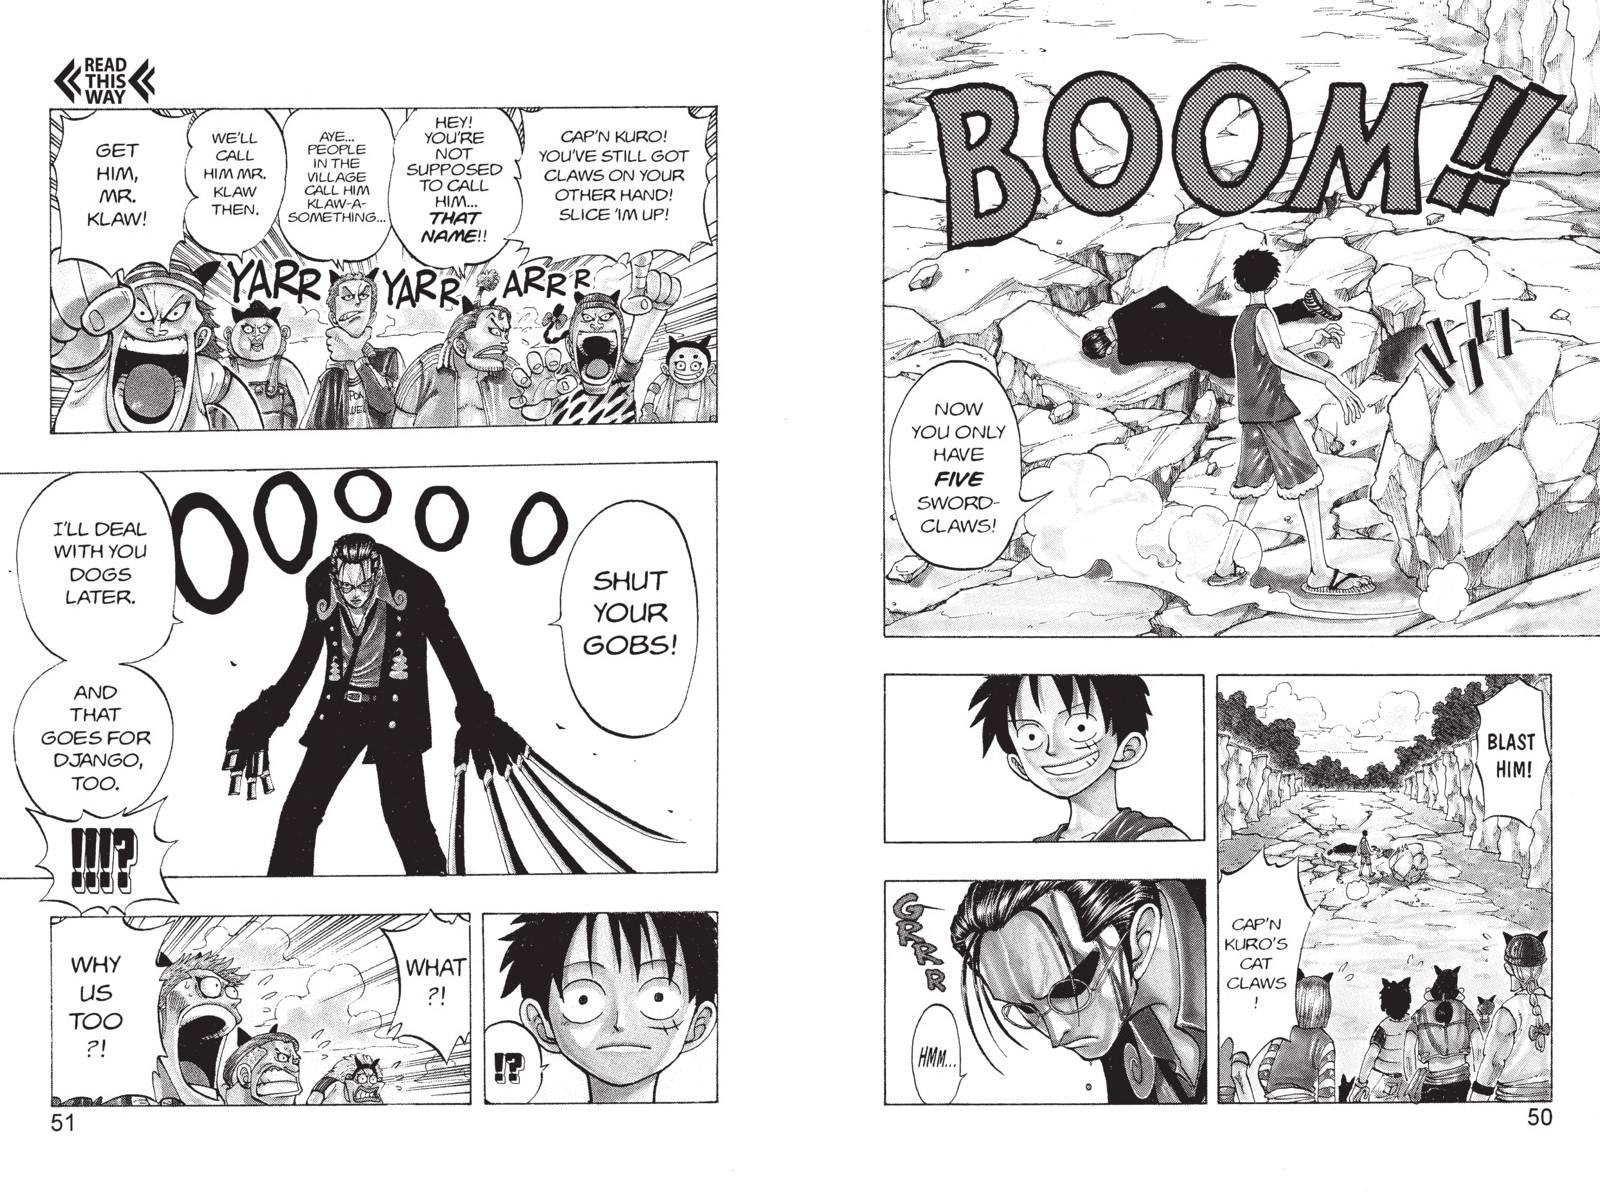 BOOM!!
NOW
YOU ONLY
HAVE
FIVE
SWORD-
CLAWS!
BLAST
HIM!
CAP'N
KURO'S
CAT
CLAWS
!
GRRR
HMM...
50
READ
THIS
WAY
CAP'N KURO!
YOU'VE STILL GOT
CLAWS ON YOUR
OTHER HAND!
SLICE 'IM UP!
HEY!
YOU'RE
NOT
SUPPOSED
TO CALL
HIM...
THAT
NAME!!
AYE...
PEOPLE
IN THE
VILLAGE
CALL HIM
KLAW-A-
SOMETHING...
WE'LL
CALL
HIM MR.
KLAW
THEN.
GET
HIM,
MR.
KLAW!
ARRR
YARR
YARR
SHUT
YOUR
GOBS!
OOOOO
I'LL DEAL
WITH YOU
DOGS
LATER.
AND
THAT
GOES FOR
DJANGO,
TOO.
!!!?
!?
WHAT
?!
WHY
US
TOO
?!
51